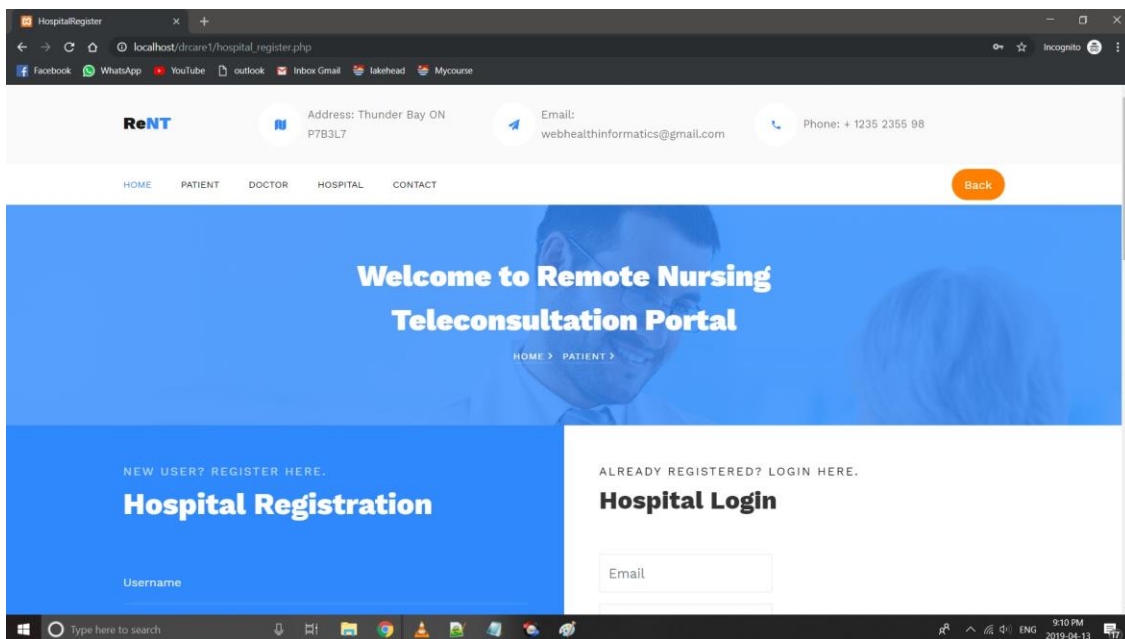 HospitalRegister
localhost/drcare1/hospital_register.php
Incognito
Facebook WhatsApp YouTube outlook Inbox Gmail lakehead Mycourse
ReNT
Address: Thunder Bay ON
P7B3L7
Email:
webhealthinformatics@gmail.com
Phone: + 1235 2355 98
HOME PATIENT DOCTOR HOSPITAL CONTACT
Back
Welcome to Remote Nursing
Teleconsultation Portal
HOME > PATIENT >
NEW USER? REGISTER HERE.
Hospital Registration
Username
ALREADY REGISTERED? LOGIN HERE.
Hospital Login
Email
Type here to search
ENG
9:10 PM
2019-04-13
17